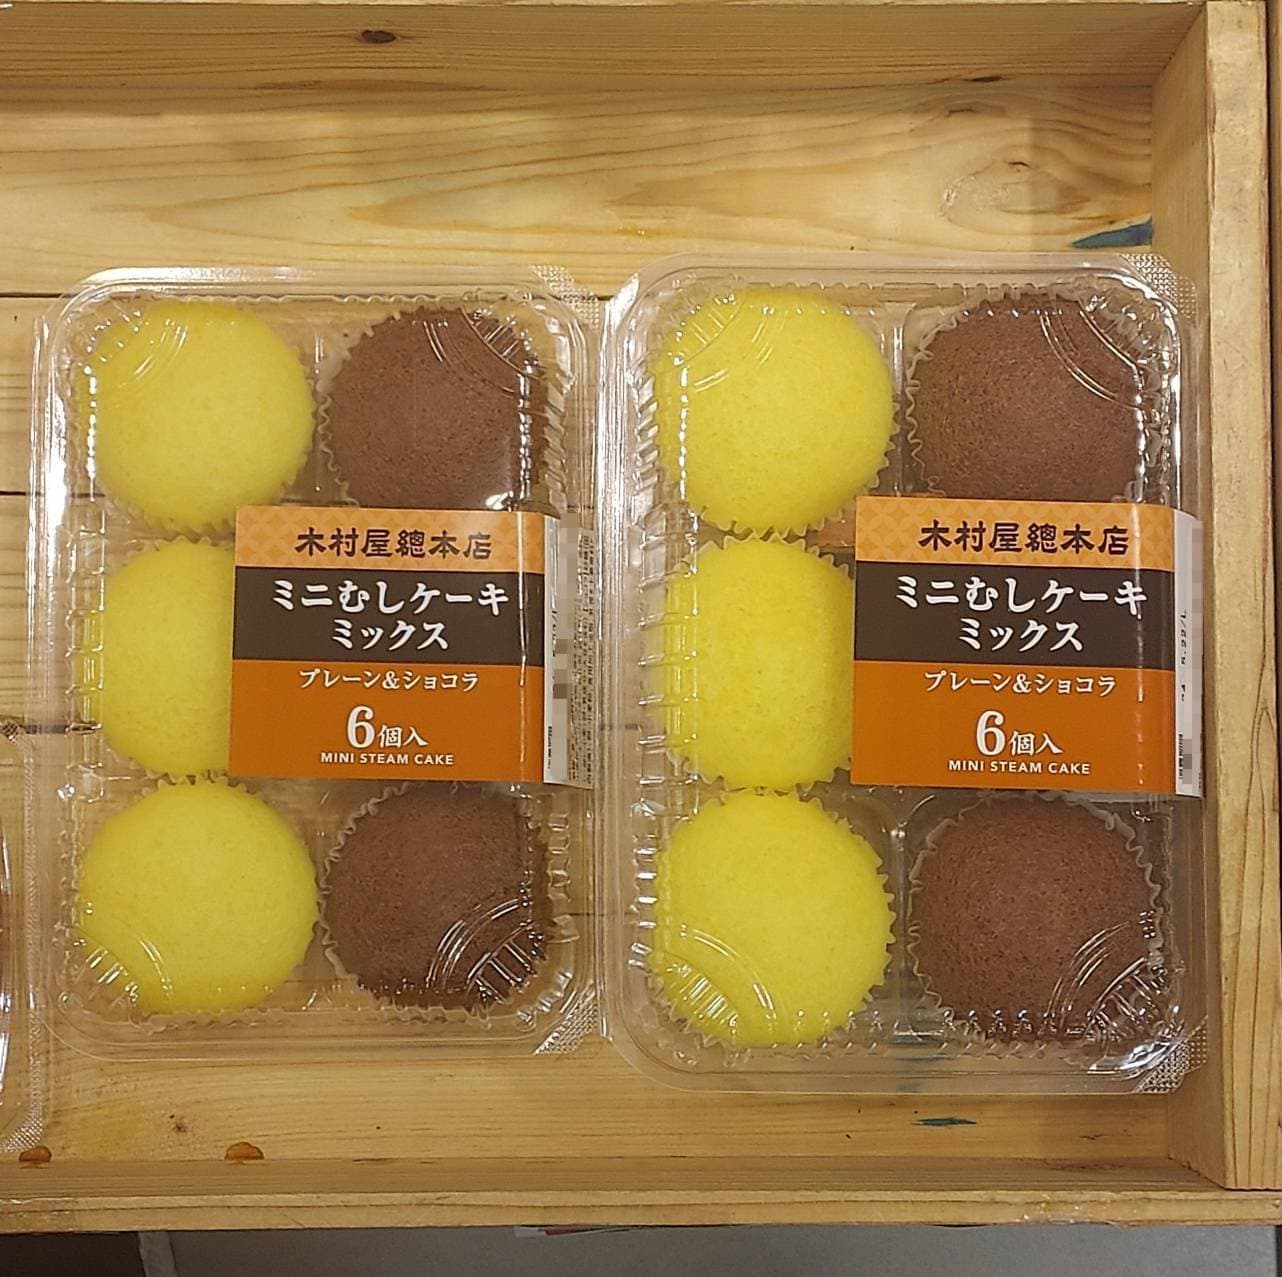 木村屋總本店
ミニむしケーキ
ミックス
プレーン&ショコラ
6個入
MINI STEAM CAKE
木村屋總本店
ミニむしケーキ
ミックス
プレーン&ショコラ
6個入
MINI STEAM CAKE